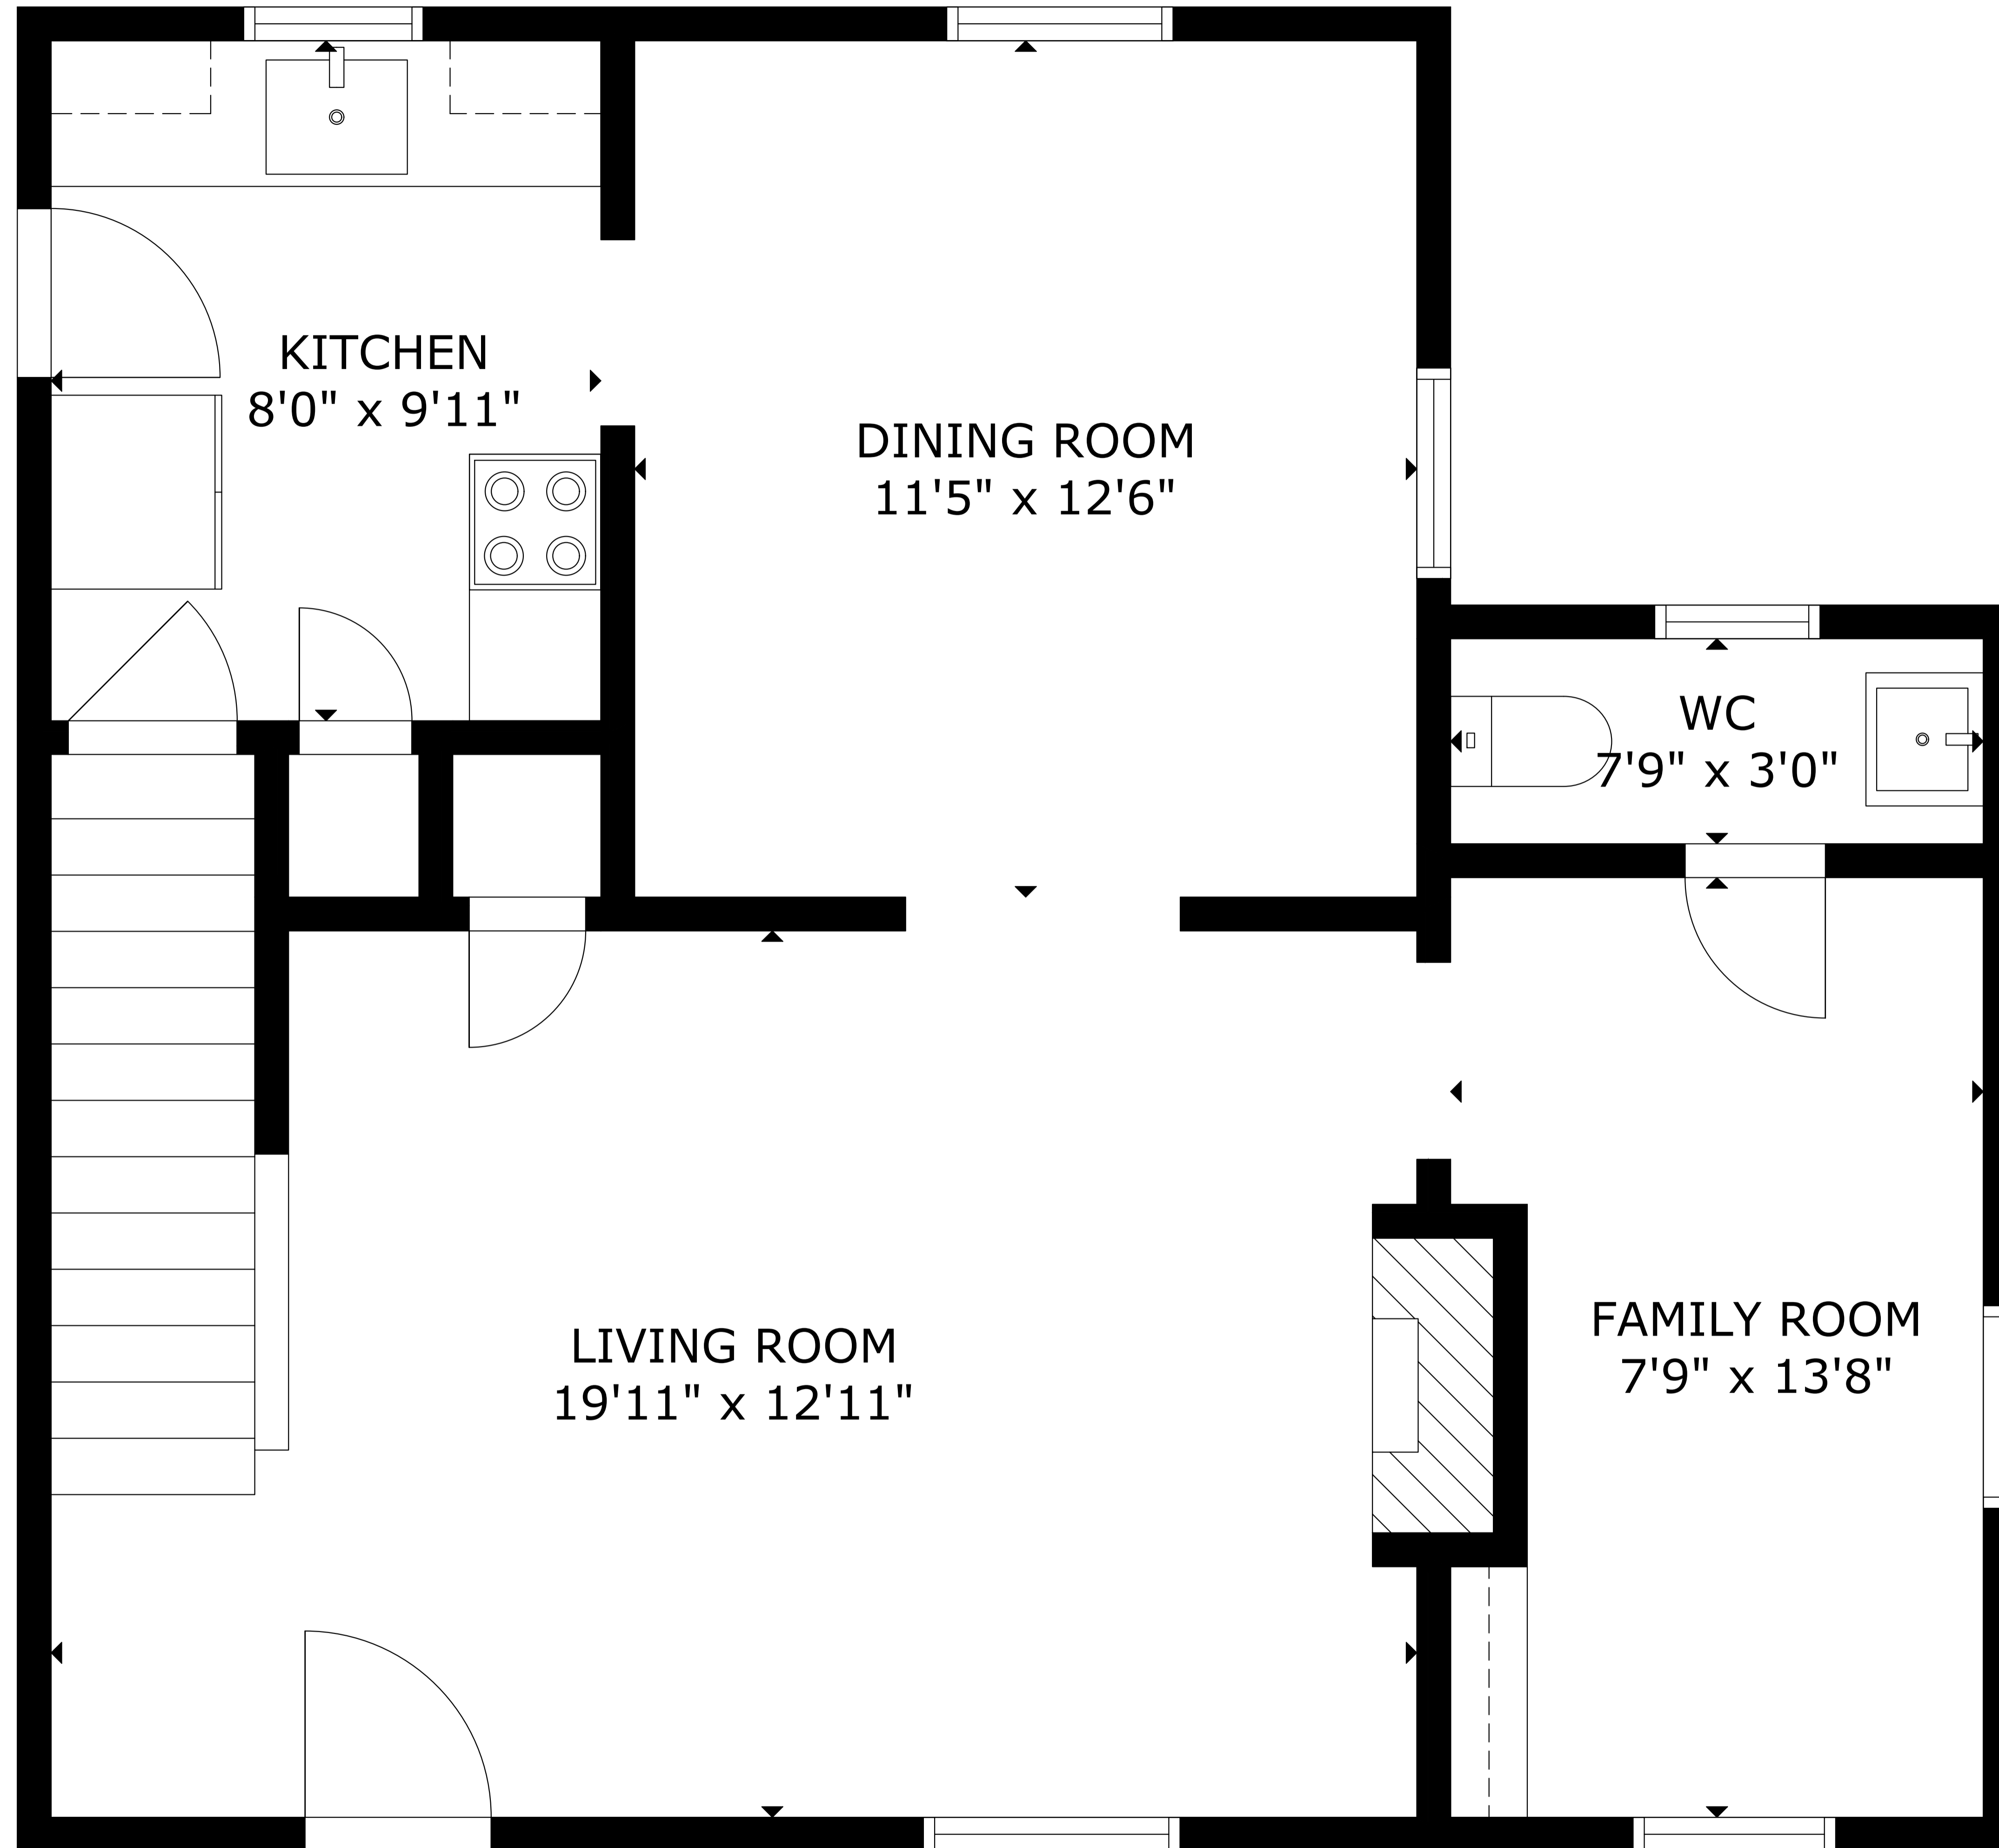 KITCHEN
8'0" x 9'11"
DINING ROOM
11'5" x 12'6"
WC
7'9" x 3'0"
LIVING ROOM
19'11" x 12'11"
FAMILY ROOM
7'9" x 13'8"